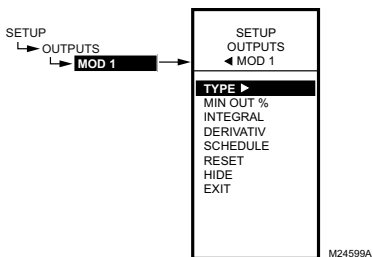 SETUP
OUTPUTS
MOD 1
SETUP
OUTPUTS
◄ MOD 1
TYPE ►
MIN OUT %
INTEGRAL
DERIVATIV
SCHEDULE
RESET
HIDE
EXIT
M24599A